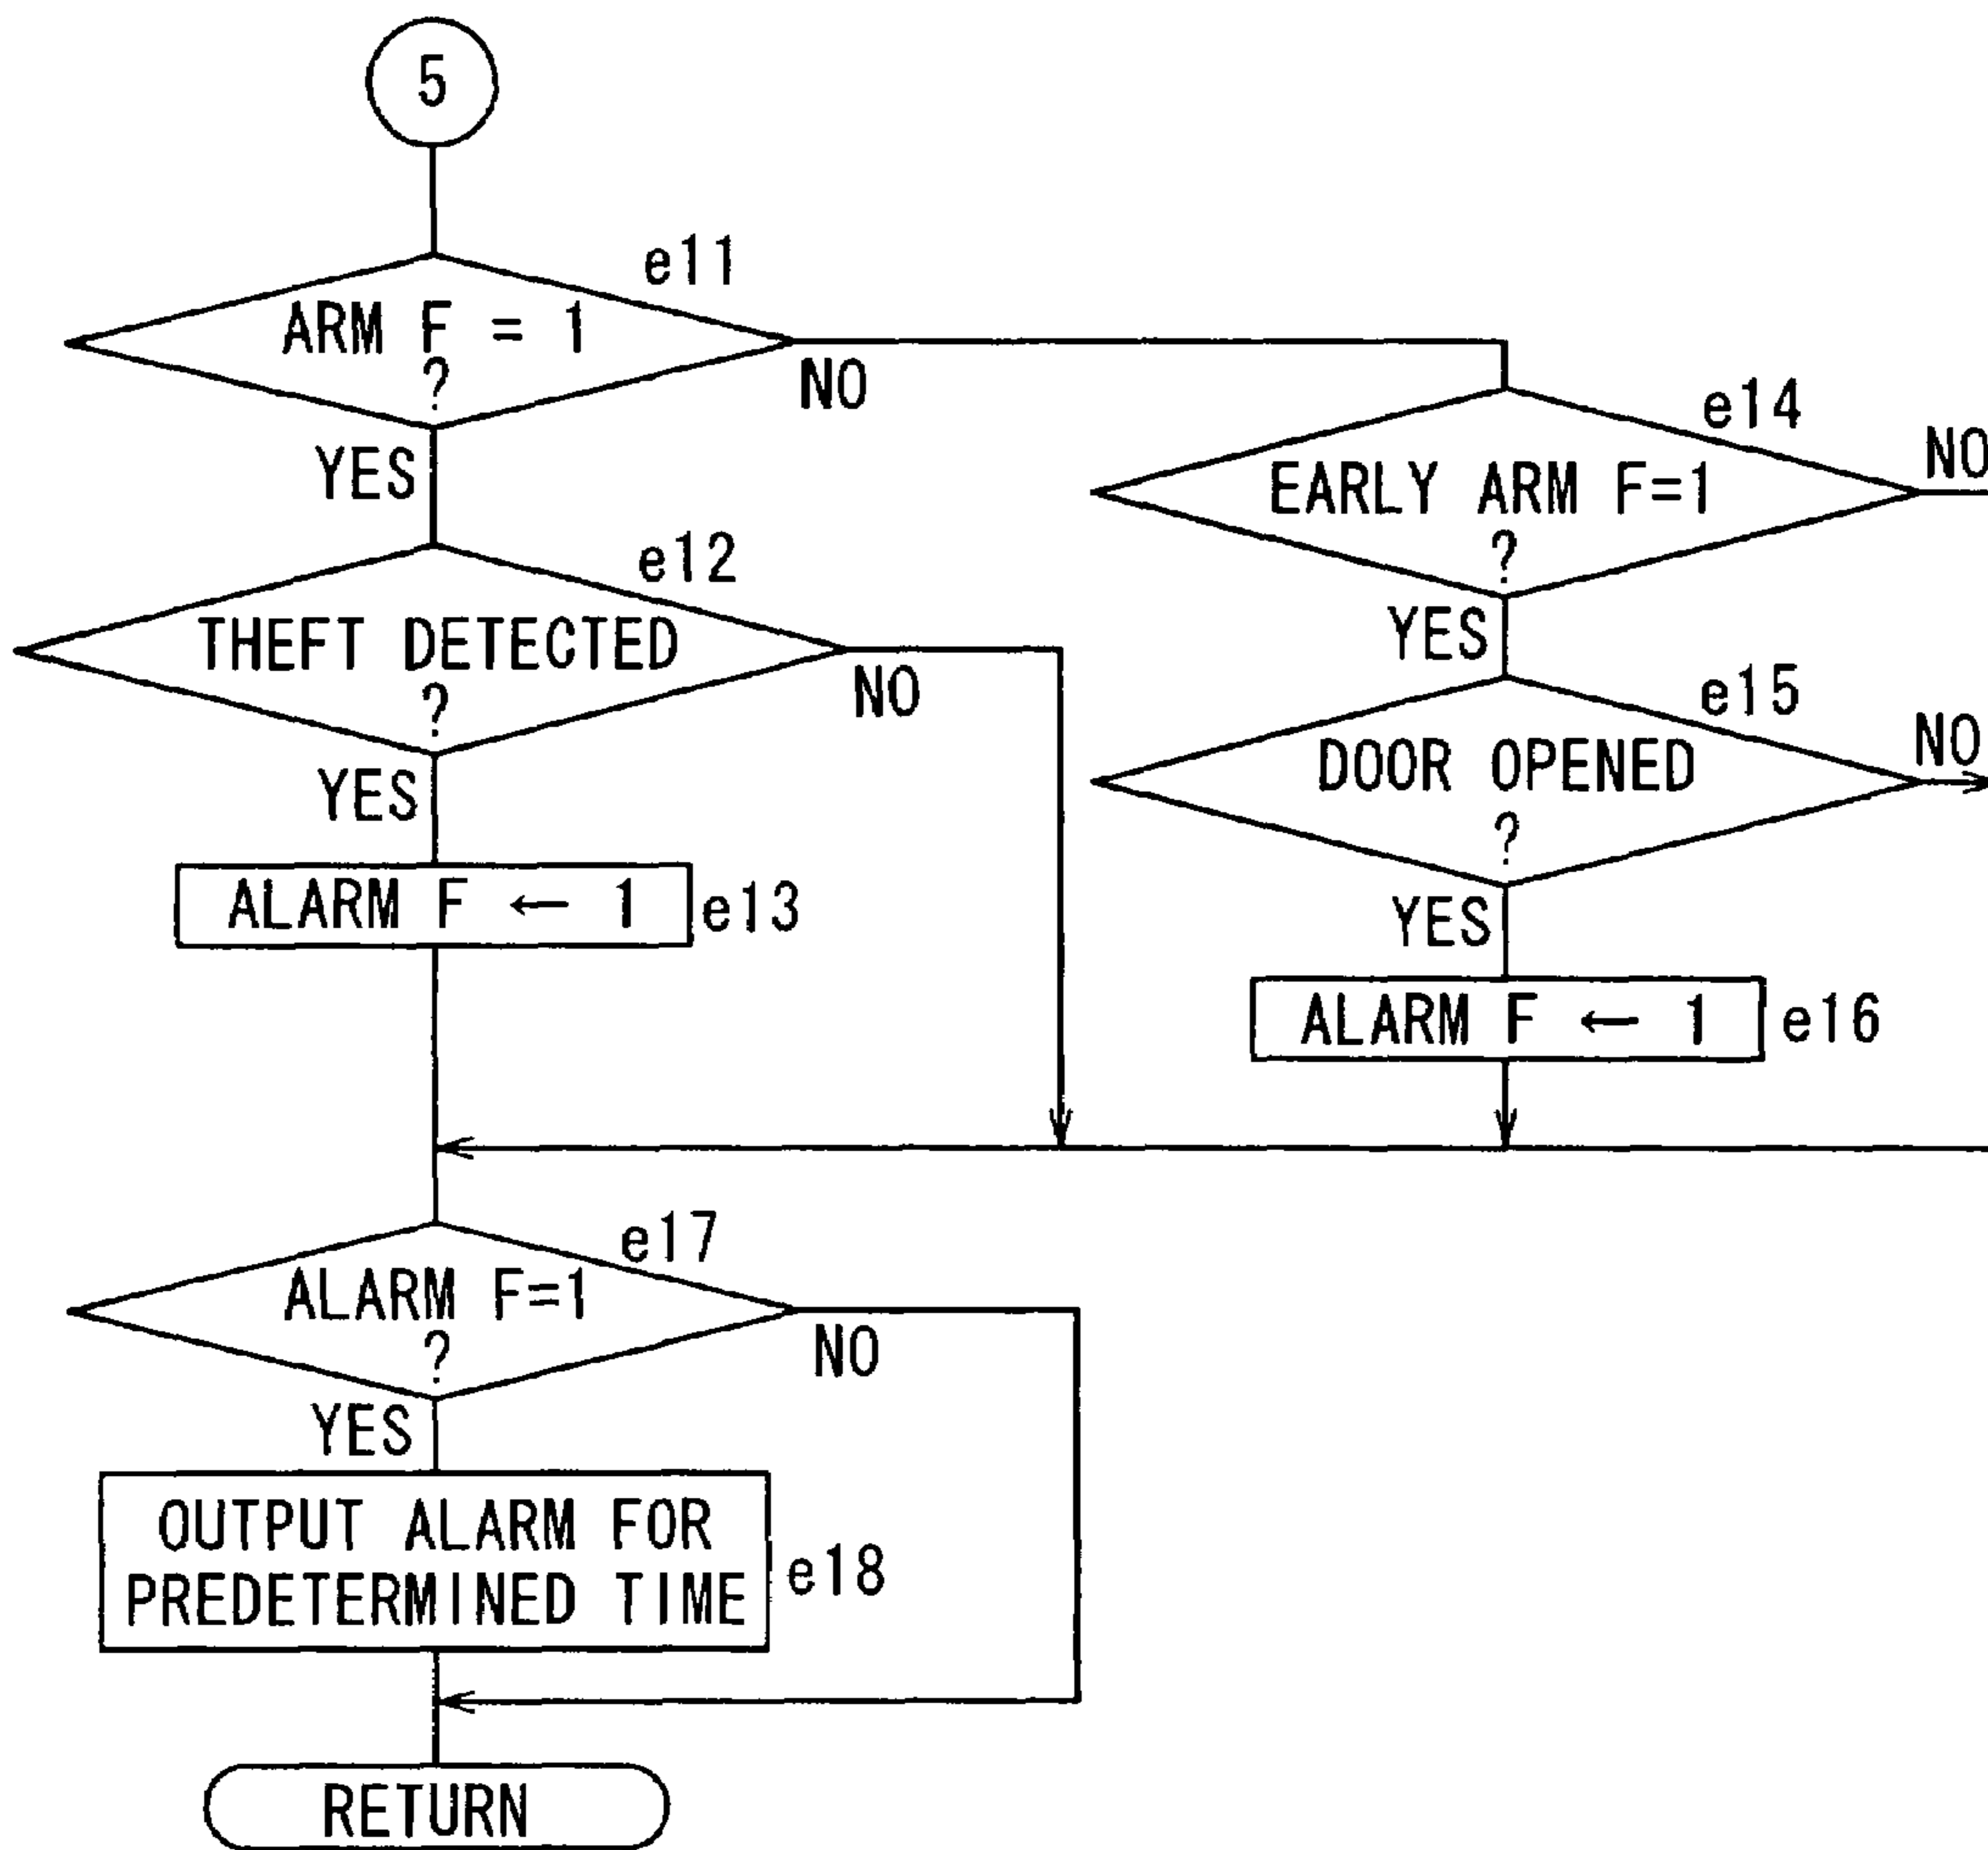 5
e11
ARM F = 1
?
NO
YES
e14
EARLY ARM F=1
?
NO
YES
e12
THEFT DETECTED
?
NO
YES
e15
DOOR OPENED
?
NO
YES
ALARM F ← 1
e13
ALARM F ← 1
e16
e17
ALARM F=1
?
NO
YES
OUTPUT ALARM FOR
PREDETERMINED TIME
e18
RETURN